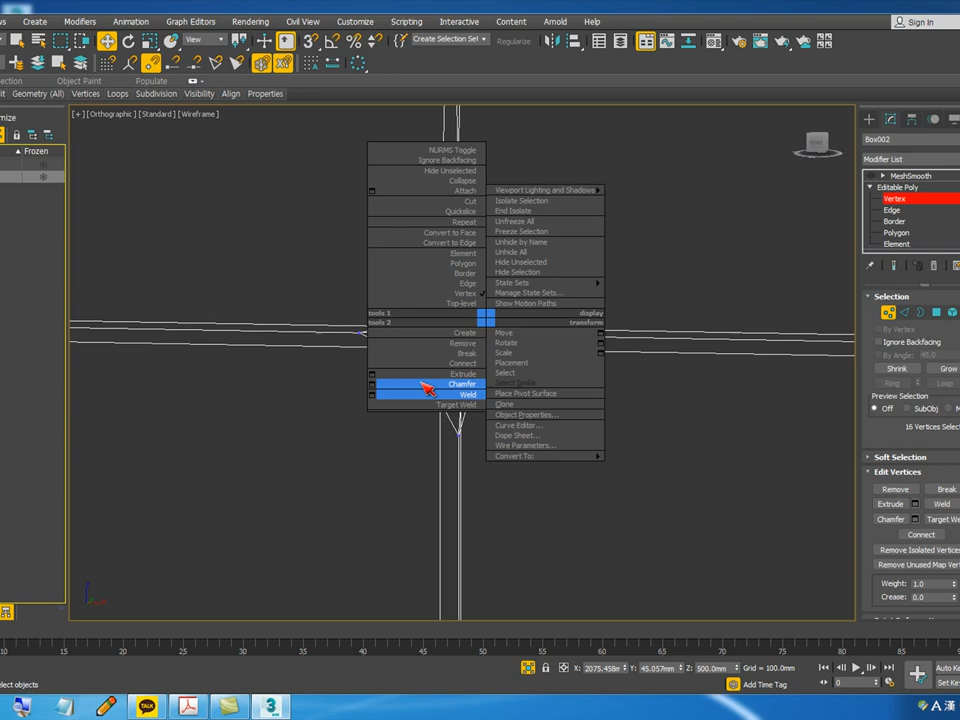 Create Modifiers Animation Graph Editors Rendering Civil View Customize Scripting Interactive Content Arnold Help Sign In
View Create Selection Set Regularize
Object Paint Populate
Geometry (All) Vertices Loops Subdivision Visibility Align Properties
[+] [Orthographic] [Standard] [Wireframe]
Frozen
NURMS Toggle
Ignore Backfacing
Hide Unselected
Collapse
Attach
Cut
Quickslice
Repeat
Convert to Face
Convert to Edge
Element
Polygon
Border
Edge
Vertex
Top-level
tools 1
tools 2
Create
Remove
Break
Connect
Extrude
Chamfer
Weld
Target Weld
Viewport Lighting and Shadows
Isolate Selection
End Isolate
Unfreeze All
Freeze Selection
Unhide by Name
Unhide All
Hide Unselected
Hide Selection
State Sets
Manage State Sets...
Show Motion Paths
display
transform
Move
Rotate
Scale
Placement
Select
Select Similar
Place Pivot Surface
Clone
Object Properties...
Curve Editor...
Dope Sheet...
Wire Parameters...
Convert To:
Box002
Modifier List
MeshSmooth
Editable Poly
Vertex
Edge
Border
Polygon
Element
Selection
By Vertex
Ignore Backfacing
By Angle: 45.0
Shrink Grow
Ring Loop
Preview Selection
Off SubObj
16 Vertices Select
Soft Selection
Edit Vertices
Remove Break
Extrude Weld
Chamfer Target We
Connect
Remove Isolated Vertices
Remove Unused Map Ver
Weight: 1.0
Crease: 0.0
10 15 20 25 30 35 40 45 50 55 60 65 70 75 80 85 90
X: 2075.458m Y: 45.057mm Z: 500.0mm Grid = 100.0mm
Auto Ke
elect objects
Add Time Tag
0
Set Ke
TALK
3
A 漢